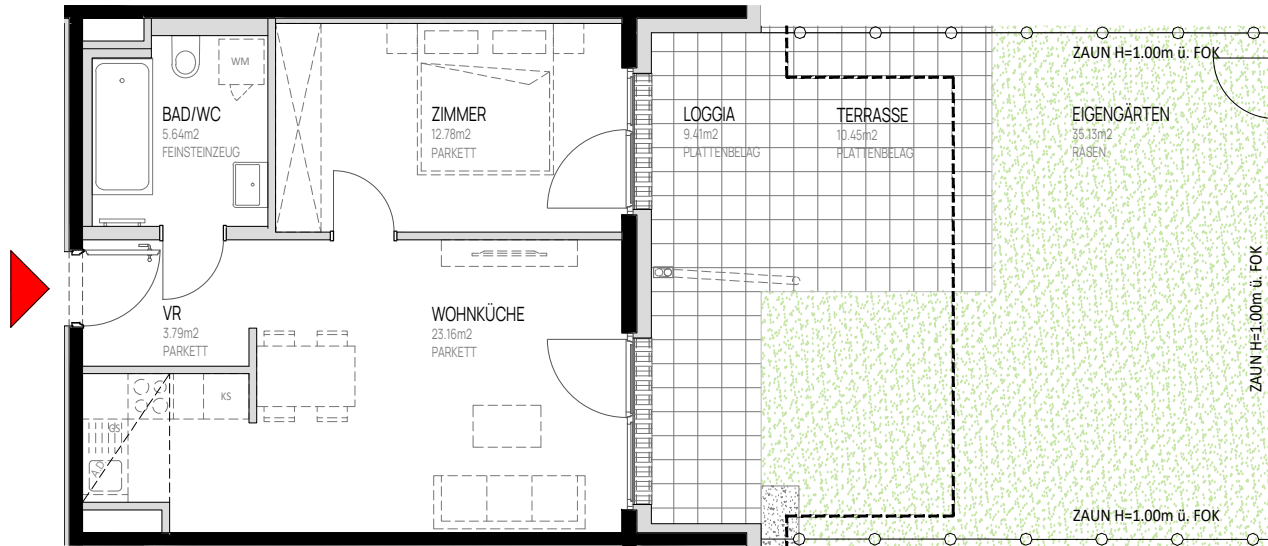 ZAUN H=1.00m ü. FOK
WM
BAD/WC
5.64m2
FEINSTEINZEUG
ZIMMER
12.78m2
PARKETT
LOGGIA
9.41m2
PLATTENBELAG
TERRASSE
10.45m2
PLATTENBELAG
EIGENGÄRTEN
35.13m2
RASEN
ZAUN H=1.00m ü. FOK
VR
3.79m2
PARKETT
WOHNKÜCHE
23.16m2
PARKETT
KS
GS
A.D.
ZAUN H=1.00m ü. FOK